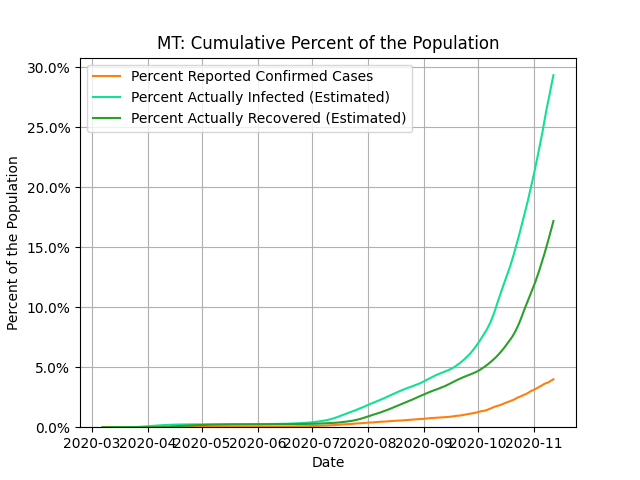 MT: Cumulative Percent of the Population
30.0%
25.0%
20.0%
15.0%
10.0%
5.0%
0.0%
Percent of the Population
Percent Reported Confirmed Cases
Percent Actually Infected (Estimated)
Percent Actually Recovered (Estimated)
2020-03 2020-04 2020-05 2020-06 2020-07 2020-08 2020-09 2020-10 2020-11
Date